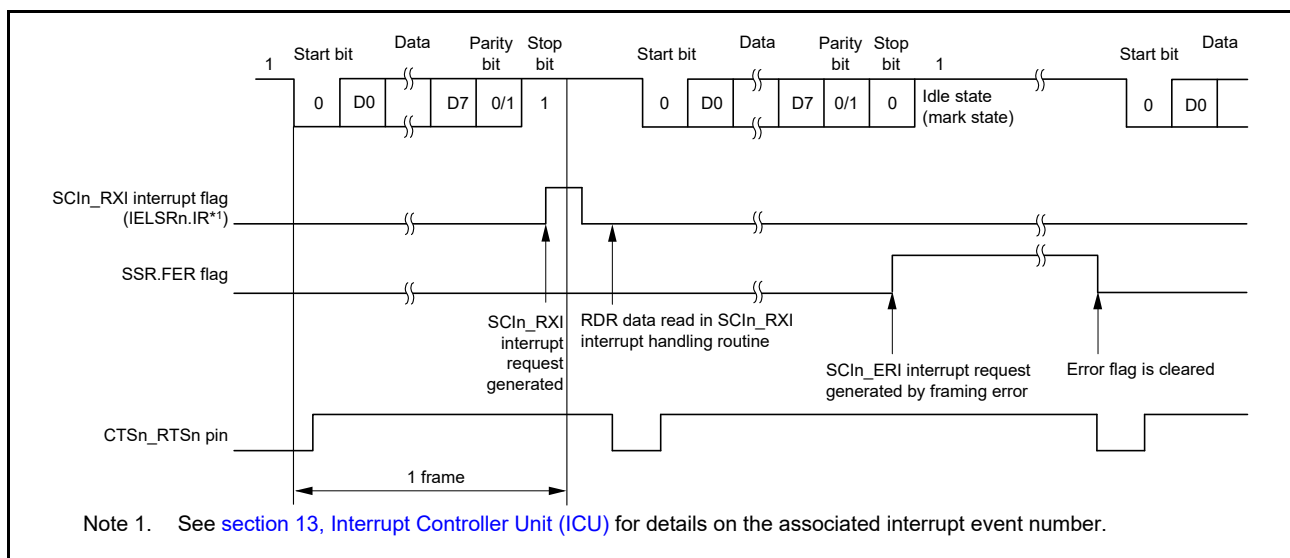 1
Start bit
Data
Parity bit
Stop bit
Start bit
Data
Parity bit
Stop bit
1
Start bit
Data
0
D0
D7
0/1
1
0
D0
D7
0/1
0
Idle state
(mark state)
0
D0
SCIn_RXI interrupt flag
(IELSRn.IR*1)
SSR.FER flag
SCIn_RXI
interrupt
request
generated
RDR data read in SCIn_RXI
interrupt handling routine
SCIn_ERI interrupt request
generated by framing error
Error flag is cleared
CTSn_RTSn pin
1 frame
Note 1. See section 13, Interrupt Controller Unit (ICU) for details on the associated interrupt event number.